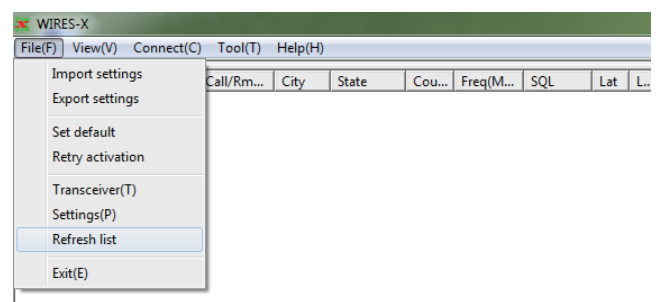 WIRES-X
File(F) View(V) Connect(C) Tool(T) Help(H)
Call/Rm... City State Cou... Freq(M... SQL Lat L...
Import settings
Export settings
Set default
Retry activation
Transceiver(T)
Settings(P)
Refresh list
Exit(E)